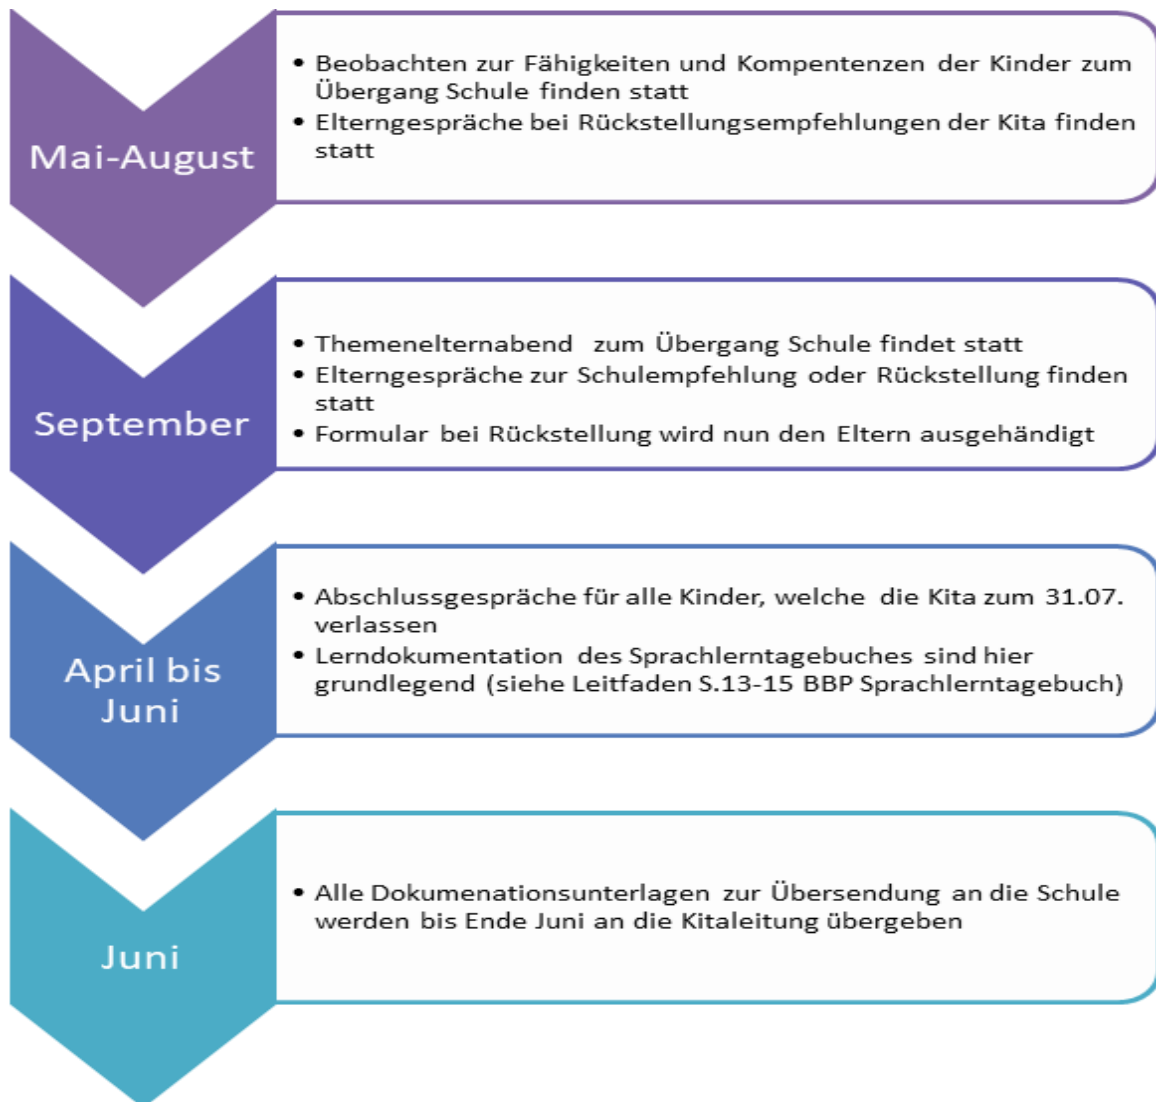 Mai-August
• Beobachten zur Fähigkeiten und Kompentenzen der Kinder zum
Übergang Schule finden statt
• Elterngespräche bei Rückstellungsempfehlungen der Kita finden
statt
September
• Themenelternabend zum Übergang Schule findet statt
• Elterngespräche zur Schulempfehlung oder Rückstellung finden
statt
• Formular bei Rückstellung wird nun den Eltern ausgehändigt
April bis
Juni
• Abschlussgespräche für alle Kinder, welche die Kita zum 31.07.
verlassen
• Lerndokumentation des Sprachlerntagebuches sind hier
grundlegend (siehe Leitfaden S.13-15 BBP Sprachlerntagebuch)
Juni
• Alle Dokumenationsunterlagen zur Übersendung an die Schule
werden bis Ende Juni an die Kitaleitung übergeben